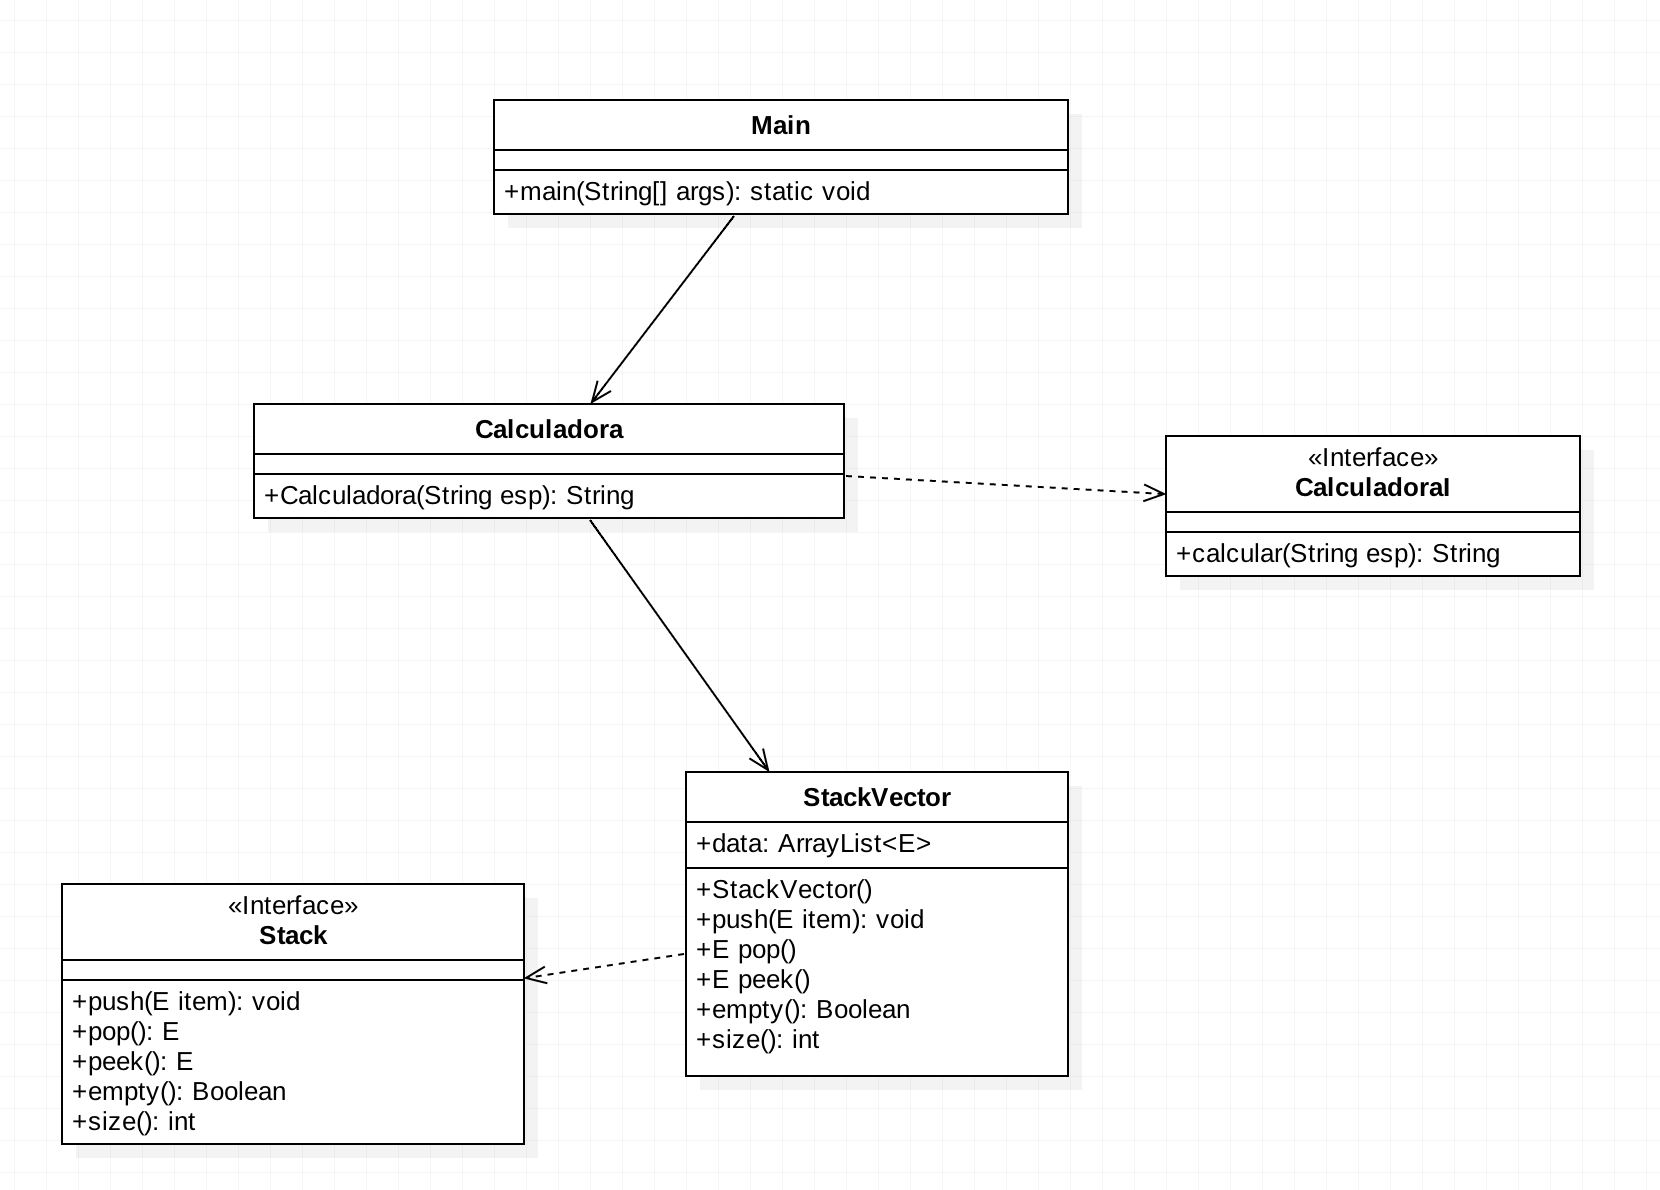 Main
+main(String[] args): static void
Calculadora
+Calculadora(String esp): String
«Interface»
CalculadoraI
+calcular(String esp): String
StackVector
+data: ArrayList<E>
+StackVector()
+push(E item): void
+E pop()
+E peek()
+empty(): Boolean
+size(): int
«Interface»
Stack
+push(E item): void
+pop(): E
+peek(): E
+empty(): Boolean
+size(): int